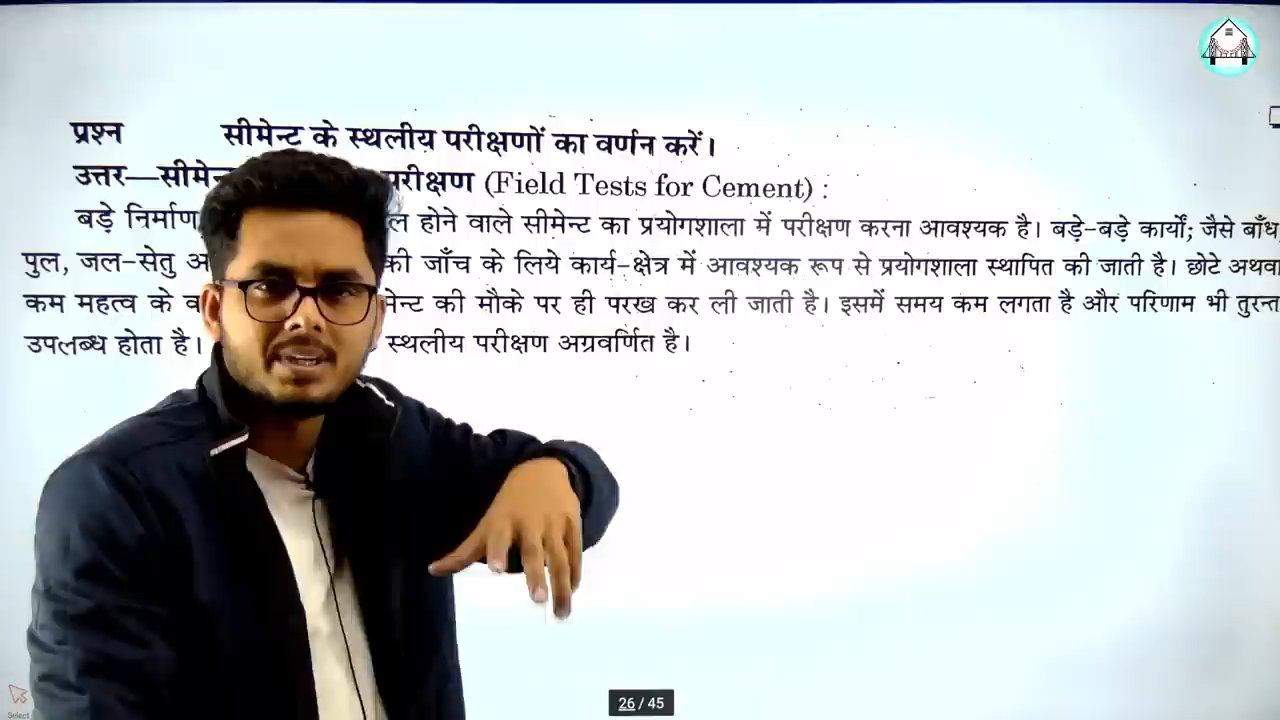 प्रश्न सीमेन्ट के स्थलीय परीक्षणों का वर्णन करें।
उत्तर—सीमेन परीक्षण (Field Tests for Cement) :
बड़े निर्माण होने वाले सीमेन्ट का प्रयोगशाला में परीक्षण करना आवश्यक है। बड़े-बड़े कार्यों; जैसे बाँध
पुल, जल-सेतु की जाँच के लिये कार्य-क्षेत्र में आवश्यक रूप से प्रयोगशाला स्थापित की जाती है। छोटे अथवा
कम महत्व के की मौके पर ही परख कर ली जाती है। इसमें समय कम लगता है और परिणाम भी तुरन्त
उपलब्ध होता है। स्थलीय परीक्षण अग्रवर्णित है।
26 / 45
Select